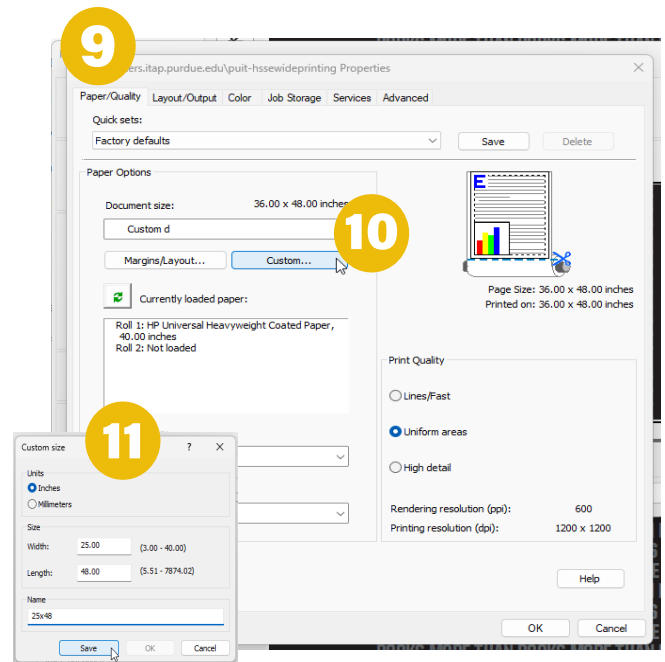 9
ers.itap.purdue.edu\puit-hssewideprinting Properties
Paper/Quality Layout/Output Color Job Storage Services Advanced
Quick sets:
Factory defaults
Save Delete
Paper Options
Document size: 36.00 x 48.00 inches
Custom d
10
Margins/Layout... Custom...
Currently loaded paper:
Roll 1: HP Universal Heavyweight Coated Paper,
40.00 inches
Roll 2: Not loaded
E
Page Size: 36.00 x 48.00 inches
Printed on: 36.00 x 48.00 inches
Print Quality
Lines/Fast
Uniform areas
High detail
Rendering resolution (ppi): 600
Printing resolution (dpi): 1200 x 1200
Help
OK Cancel
11
Custom size ? X
Units
Inches
Millimeters
Size
Width: 25.00 (3.00 - 40.00)
Length: 48.00 (5.51 - 7874.02)
Name
25x48
Save OK Cancel